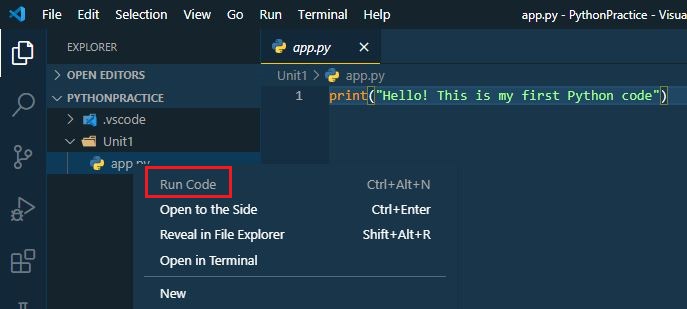 File Edit Selection View Go Run Terminal Help app.py - PythonPractice - Visua
EXPLORER
app.py
OPEN EDITORS
Unit1 > app.py
PYTHONPRACTICE
1 print("Hello! This is my first Python code")
.vscode
Unit1
app.py
Run Code Ctrl+Alt+N
Open to the Side Ctrl+Enter
Reveal in File Explorer Shift+Alt+R
Open in Terminal
New